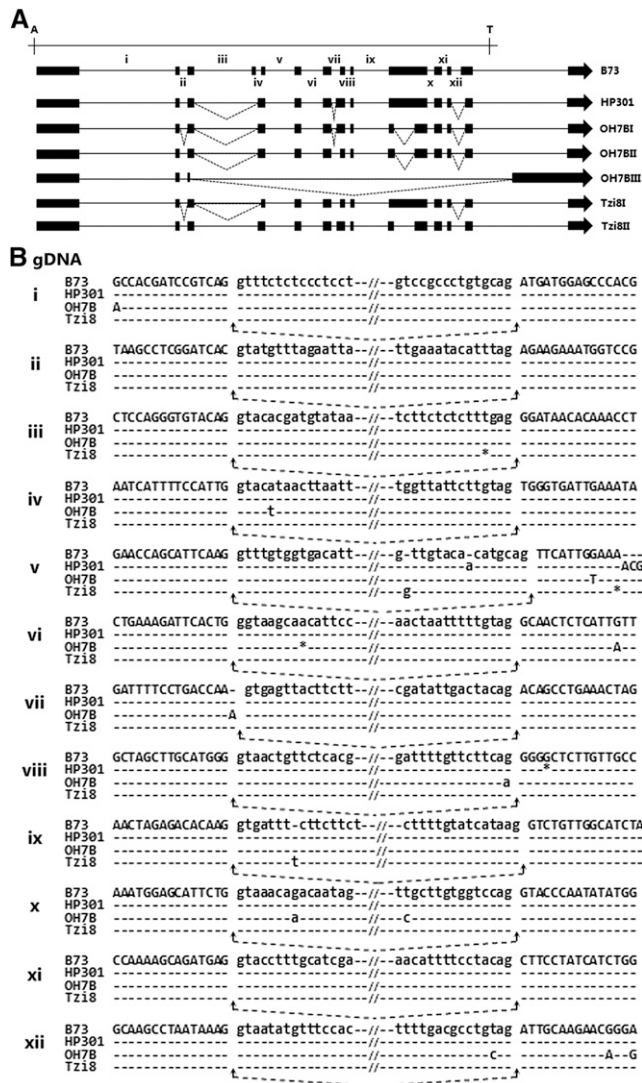 A
A T
i iii v vii ix xi
B73
ii iv vi viii x xii
HP301
OH7BI
OH7BII
OH7BIII
Tzi8I
Tzi8II
B gDNA
i
B73 GCCACGATCCGTCAG gtttctctccctcct--//--gtccgccctgtgcag ATGATGGAGCCCACG
HP301
OH7B A
Tzi8
ii
B73 TAAGCCTCGGATCAC gtatgtttagaatta--//--ttgaaatacatttag AGAAGAAATGGTCCG
HP301
OH7B
Tzi8
iii
B73 CTCCAGGGTGTACAG gtacacgatgtataa--//--tcttctctctttgag GGATAACACAAACCT
HP301
OH7B
Tzi8 *
iv
B73 AATCATTTTCCATTG gtacataacttaatt--//--tggttattcttgtag TGGGTGATTGAAATA
HP301
OH7B t
Tzi8
v
B73 GAACCAGCATTCAAG gtttgtggtgacatt--//--g-ttgtaca-catgcag TTCATTGGAAA---
HP301 a ACG
OH7B T
Tzi8 g *
vi
B73 CTGAAAGATTCACTG ggtaagcaacattcc--//--aactaatttttgtag GCAACTCTCATTGTT
HP301
OH7B * A
Tzi8
vii
B73 GATTTTCCTGACCAA- gtgagttacttctt--//--cgatattgactacag ACAGCCTGAAACTAG
HP301
OH7B A
Tzi8
viii
B73 GCTAGCTTGCATGGG gtaactgttctcacg--//--gattttgttcttcag GGGGCTCTTGTTGCC
HP301 *
OH7B a
Tzi8
ix
B73 AACTAGAGACACAAG gtgattt-cttcttct--//--cttttgtatcataag GTCTGTTGGCATCTA
HP301
OH7B
Tzi8 t
x
B73 AAATGGAGCATTCTG gtaaacagacaatag--//--ttgcttgtggtccag GTACCCAATATATGG
HP301
OH7B a c
Tzi8
xi
B73 CCAAAAGCAGATGAG gtacctttgcatcga--//--aacattttcctacag CTTCCTATCATCTGG
HP301
OH7B
Tzi8
xii
B73 GCAAGCCTAATAAAG gtaatatgtttccac--//--ttttgacgcctgtag ATTGCAAGAACGGGA
HP301
OH7B c A G
Tzi8